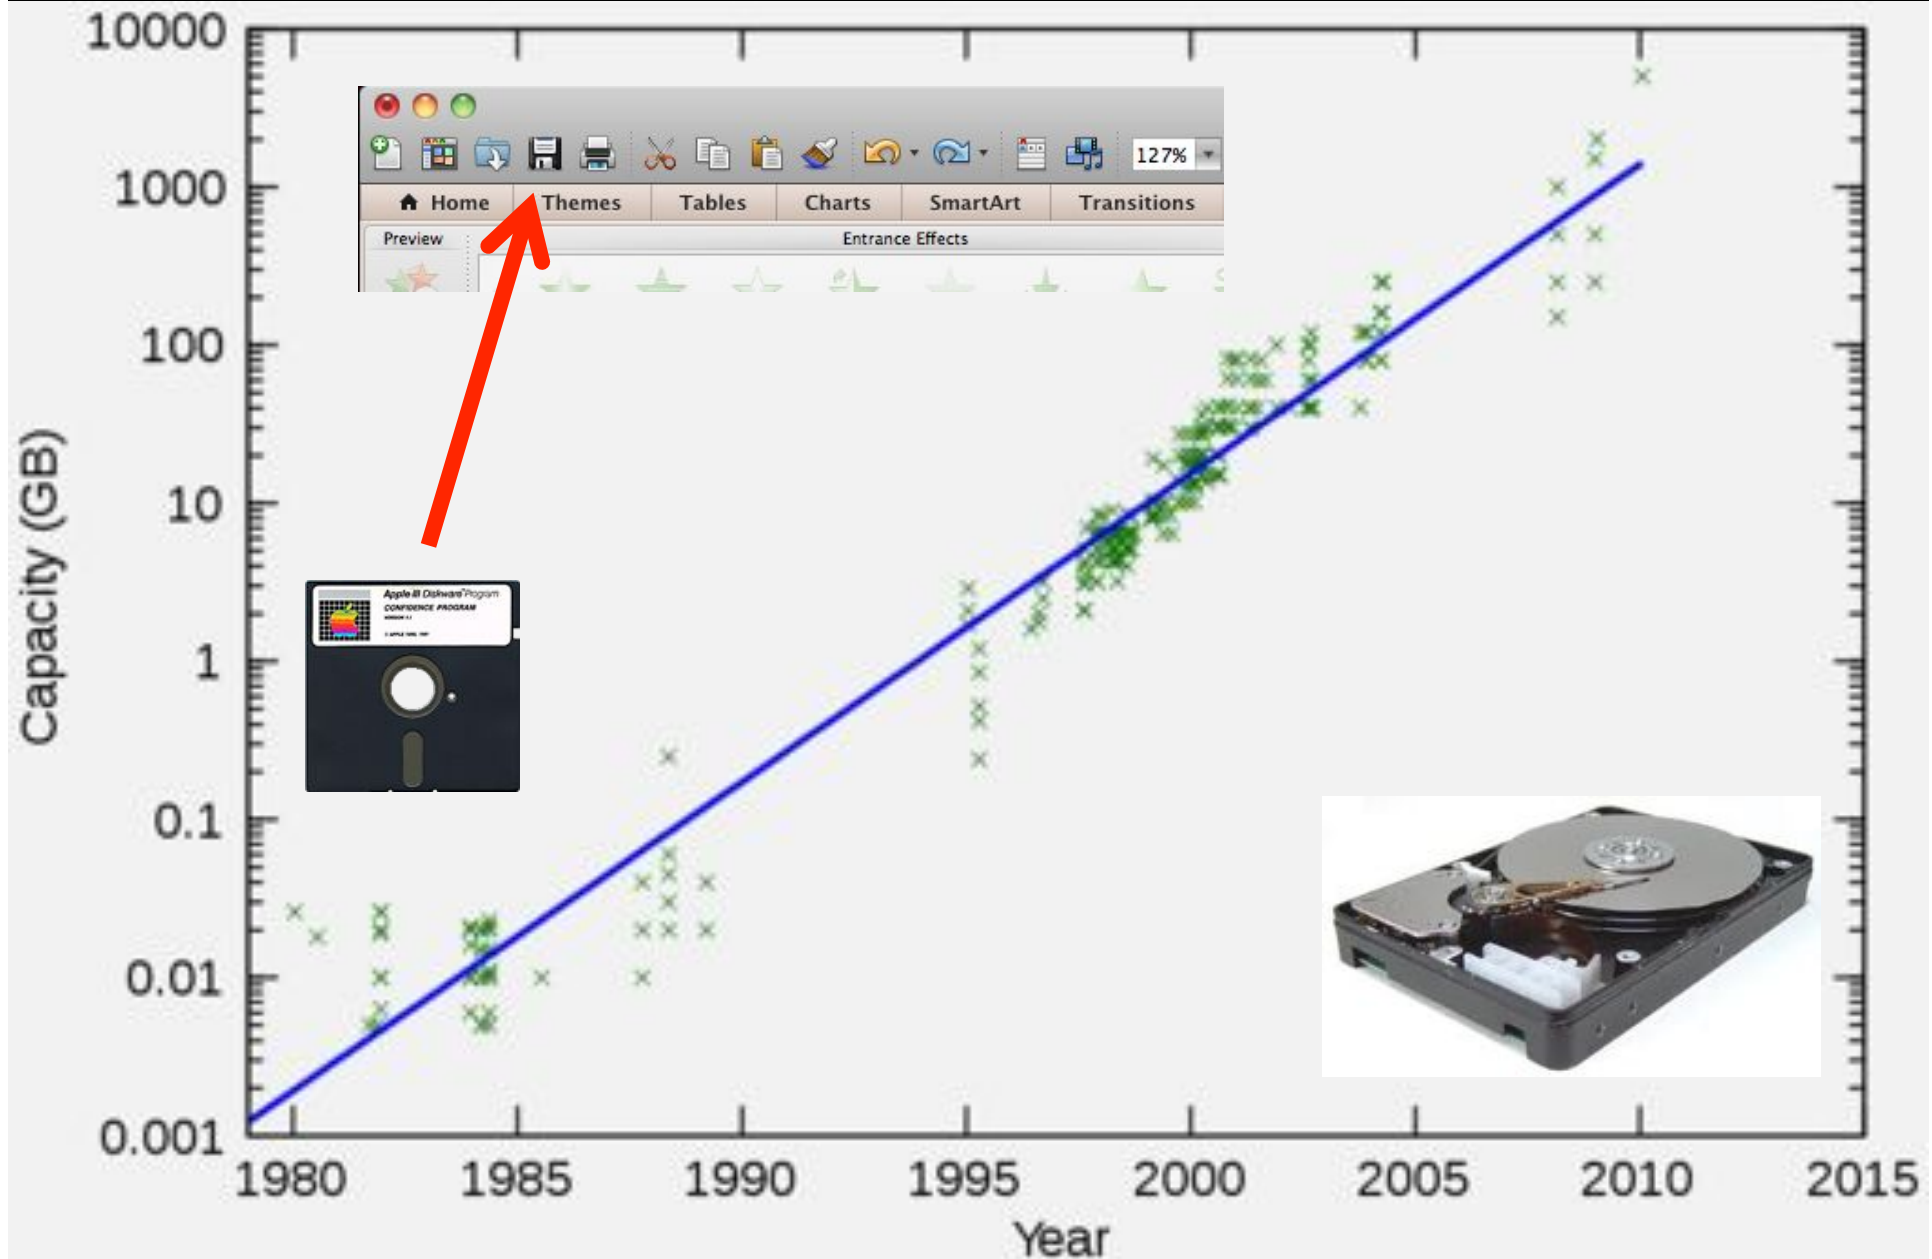 10000
1000
100
10
1
0.1
0.01
0.001
Capacity (GB)
127%
Home Themes Tables Charts SmartArt Transitions
Preview Entrance Effects
Apple III Diskware Program
CONFIDENCE PROGRAM
1980 1985 1990 1995 2000 2005 2010 2015
Year